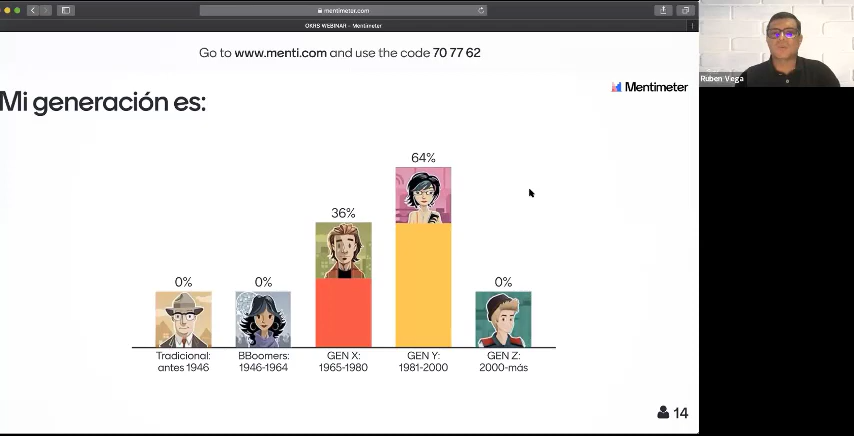 mentimeter.com
OKRS WEBINAR – Mentimeter
Go to www.menti.com and use the code 70 77 62
Ruben Vega
Mentimeter
Mi generación es:
64%
36%
0%
0%
0%
Tradicional:
antes 1946
BBoomers:
1946-1964
GEN X:
1965-1980
GEN Y:
1981-2000
GEN Z:
2000-más
14